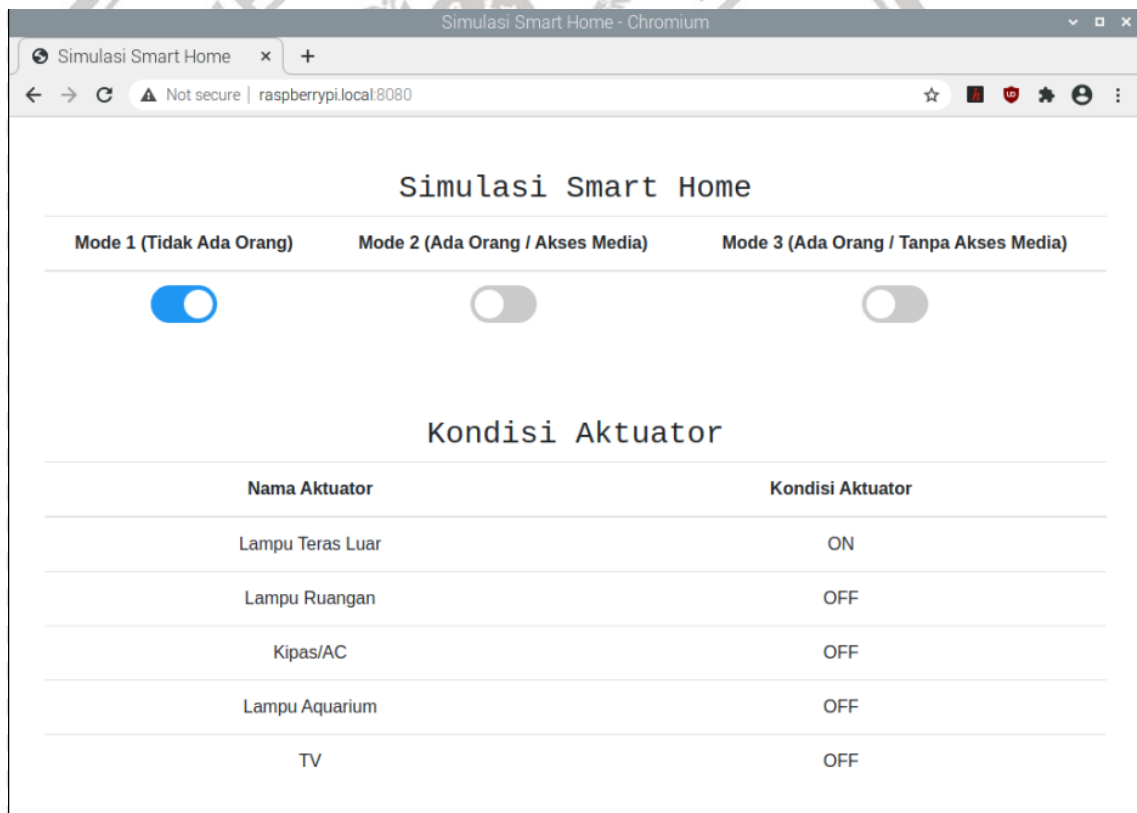 Simulasi Smart Home - Chromium
Simulasi Smart Home
Not secure | raspberrypi.local:8080
Simulasi Smart Home
Mode 1 (Tidak Ada Orang) Mode 2 (Ada Orang / Akses Media) Mode 3 (Ada Orang / Tanpa Akses Media)
Kondisi Aktuator
Nama Aktuator Kondisi Aktuator
Lampu Teras Luar ON
Lampu Ruangan OFF
Kipas/AC OFF
Lampu Aquarium OFF
TV OFF